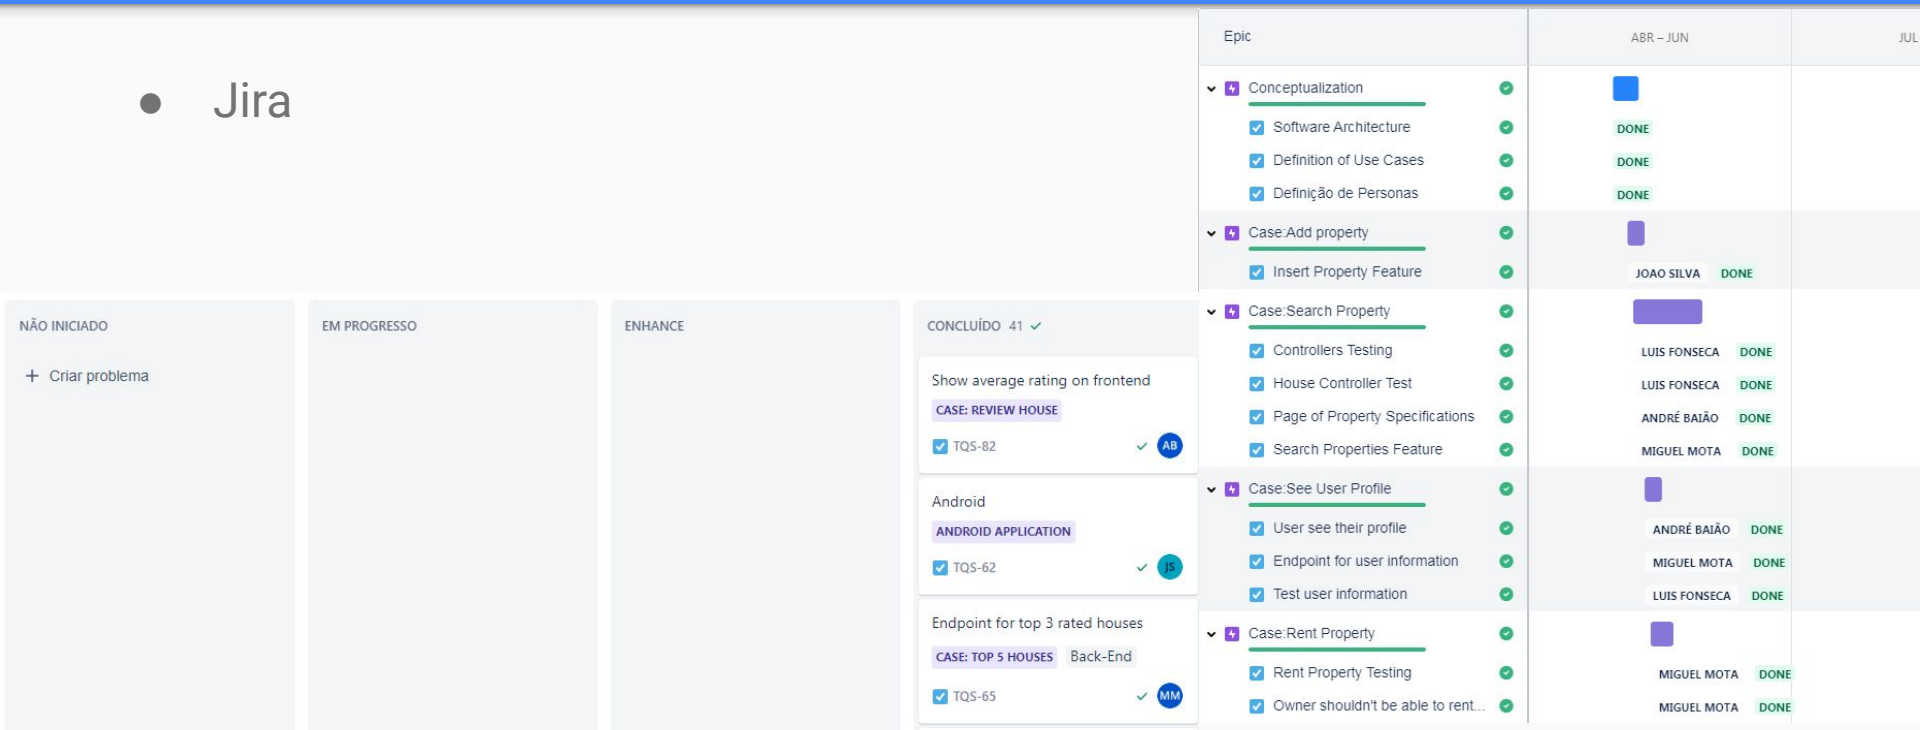 Jira
NÃO INICIADO
Criar problema
EM PROGRESSO
ENHANCE
CONCLUÍDO 41
Show average rating on frontend
CASE: REVIEW HOUSE
TQS-82
AB
Android
ANDROID APPLICATION
TQS-62
JS
Endpoint for top 3 rated houses
CASE: TOP 5 HOUSES Back-End
TQS-65
MM
Epic ABR – JUN JUL
Conceptualization
Software Architecture DONE
Definition of Use Cases DONE
Definição de Personas DONE
Case:Add property
Insert Property Feature JOAO SILVA DONE
Case:Search Property
Controllers Testing LUIS FONSECA DONE
House Controller Test LUIS FONSECA DONE
Page of Property Specifications ANDRÉ BAIÃO DONE
Search Properties Feature MIGUEL MOTA DONE
Case:See User Profile
User see their profile ANDRÉ BAIÃO DONE
Endpoint for user information MIGUEL MOTA DONE
Test user information LUIS FONSECA DONE
Case:Rent Property
Rent Property Testing MIGUEL MOTA DONE
Owner shouldn't be able to rent... MIGUEL MOTA DONE